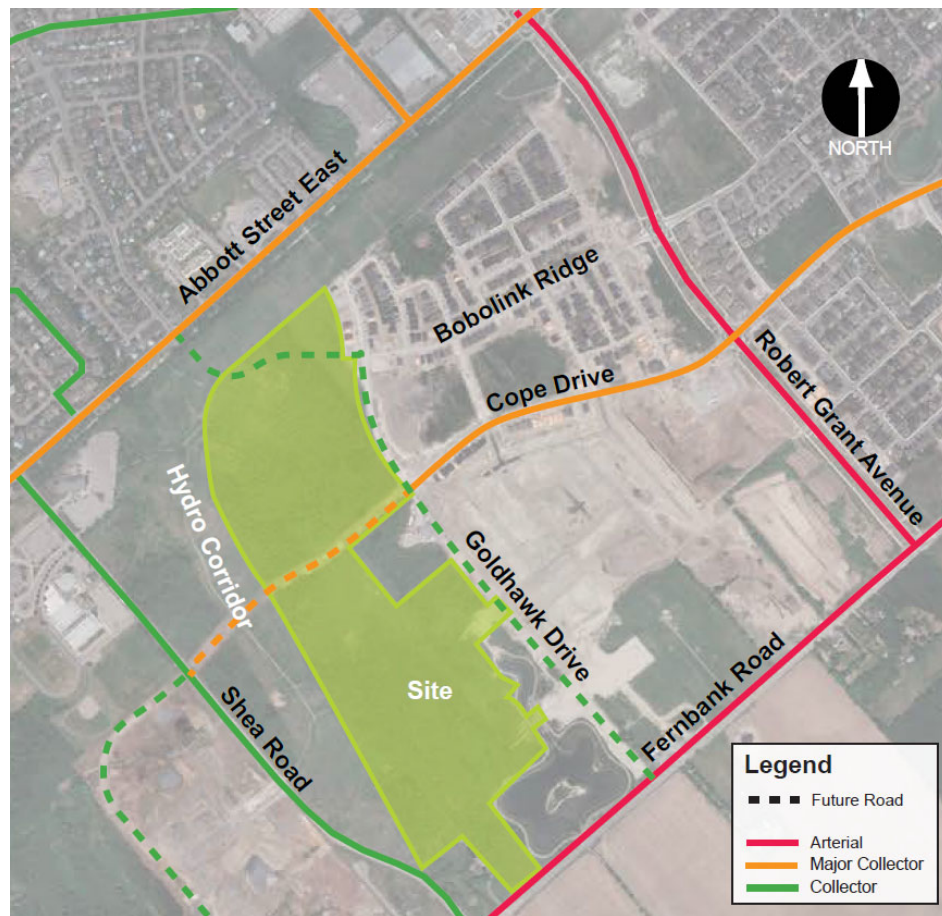 NORTH
Abbott Street East
Bobolink Ridge
Cope Drive
Robert Grant Avenue
Hydro Corridor
Goldhawk Drive
Site
Shea Road
Fernbank Road
Legend
Future Road
Arterial
Major Collector
Collector